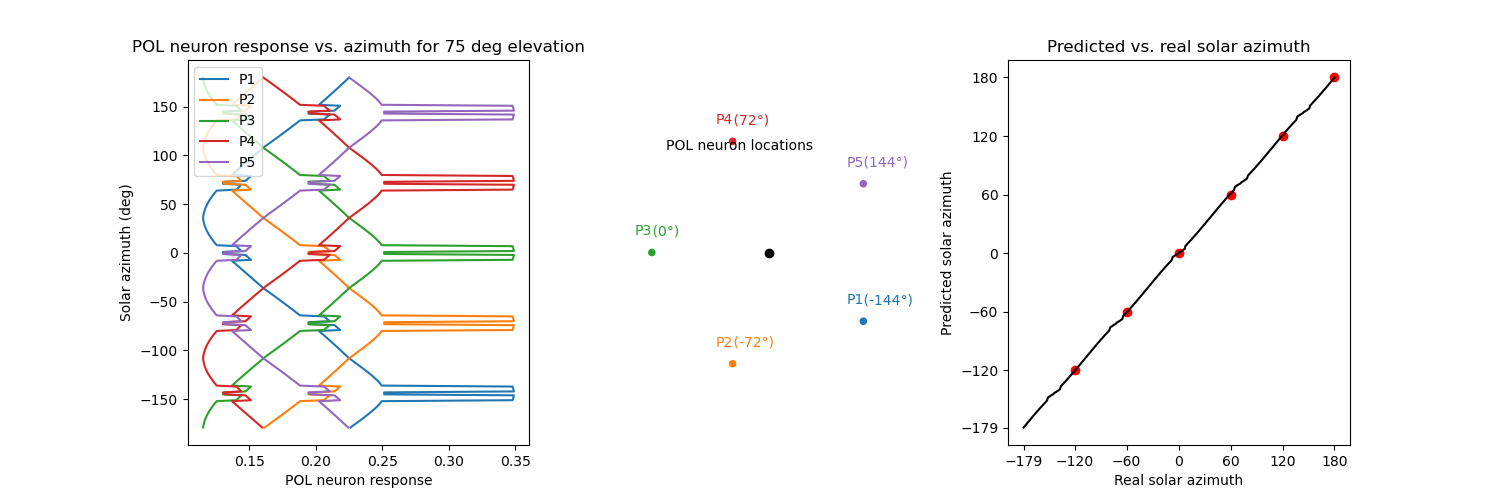 POL neuron response vs. azimuth for 75 deg elevation
P1
P2
P3
P4
P5
150
100
50
0
−50
−100
−150
Solar azimuth (deg)
0.15
0.20
0.25
0.30
0.35
POL neuron response
P4(72°)
POL neuron locations
P5(144°)
P3(0°)
P1(-144°)
P2(-72°)
Predicted vs. real solar azimuth
180
120
60
0
−60
−120
−179
Predicted solar azimuth
−179
−120
−60
0
60
120
180
Real solar azimuth